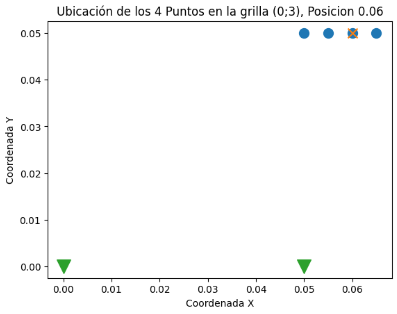 Ubicación de los 4 Puntos en la grilla (0;3), Posicion 0.06
0.05
0.04
0.03
0.02
0.01
0.00
Coordenada Y
0.00 0.01 0.02 0.03 0.04 0.05 0.06
Coordenada X